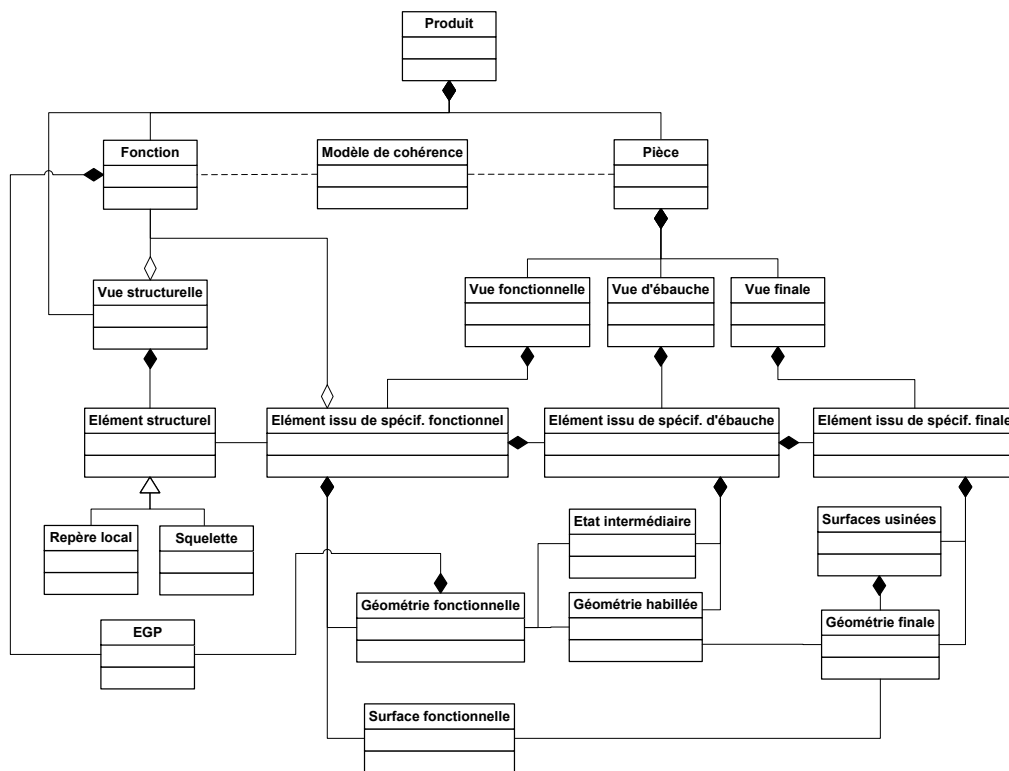 Produit
Fonction
Modèle de cohérence
Pièce
Vue structurelle
Vue fonctionnelle
Vue d'ébauche
Vue finale
Elément structurel
Elément issu de spécif. fonctionnel
Elément issu de spécif. d'ébauche
Elément issu de spécif. finale
Repère local
Squelette
Etat intermédiaire
Surfaces usinées
Géométrie fonctionnelle
Géométrie habillée
Géométrie finale
EGP
Surface fonctionnelle